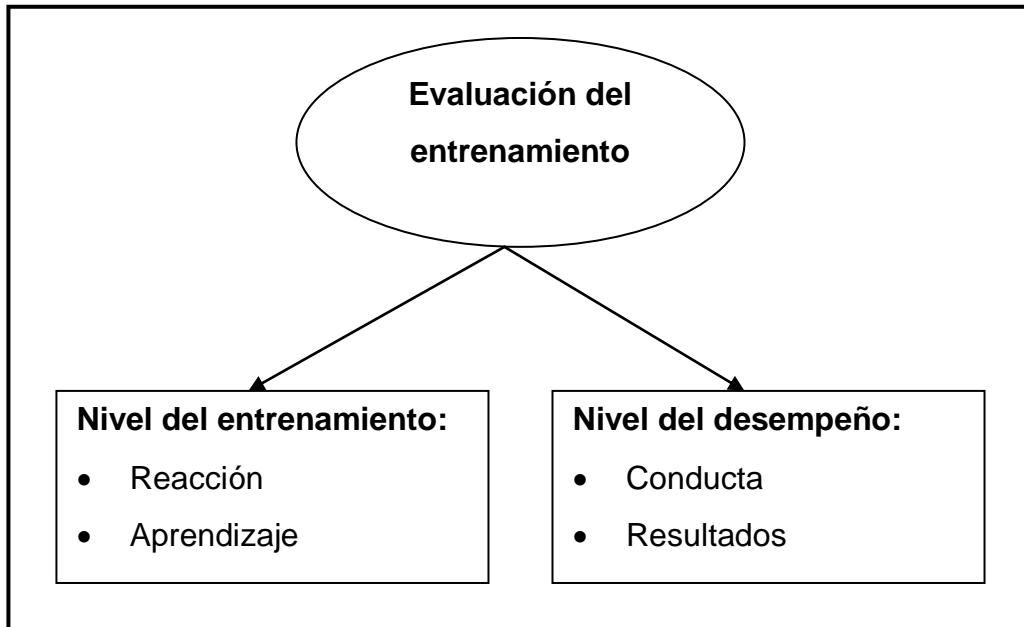 Evaluación del
entrenamiento
Nivel del entrenamiento:
• Reacción
• Aprendizaje
Nivel del desempeño:
• Conducta
• Resultados